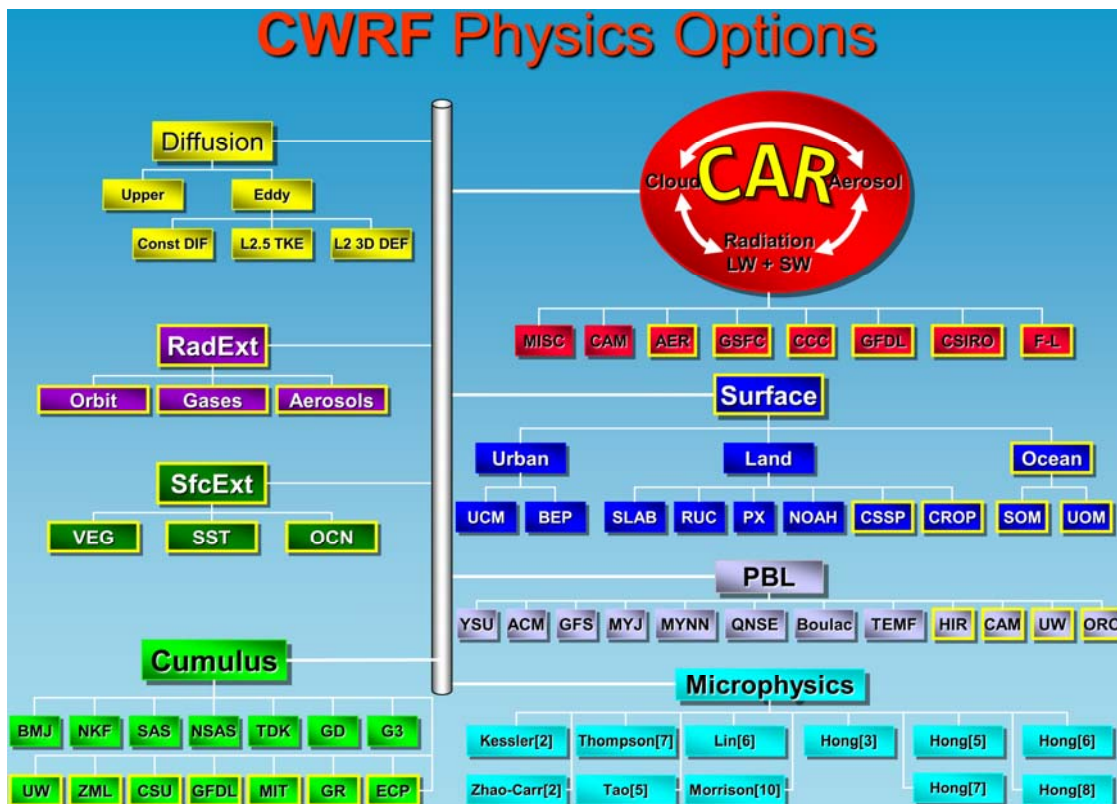 CWRF Physics Options
Diffusion
Upper
Eddy
Const DIF
L2.5 TKE
L2 3D DEF
RadExt
Orbit
Gases
Aerosols
SfcExt
VEG
SST
OCN
Cumulus
BMJ
NKF
SAS
NSAS
TDK
GD
G3
UW
ZML
CSU
GFDL
MIT
GR
ECP
Cloud
CAR
Aerosol
Radiation
LW + SW
MISC
CAM
AER
GSFC
CCC
GFDL
CSIRO
F-L
Surface
Urban
Land
Ocean
UCM
BEP
SLAB
RUC
PX
NOAH
CSSP
CROP
SOM
UOM
PBL
YSU
ACM
GFS
MYJ
MYNN
QNSE
Boulac
TEMF
HIR
CAM
UW
ORO
Microphysics
Kessler[2]
Thompson[7]
Lin[6]
Hong[3]
Hong[5]
Hong[6]
Zhao-Carr[2]
Tao[5]
Morrison[10]
Hong[7]
Hong[8]